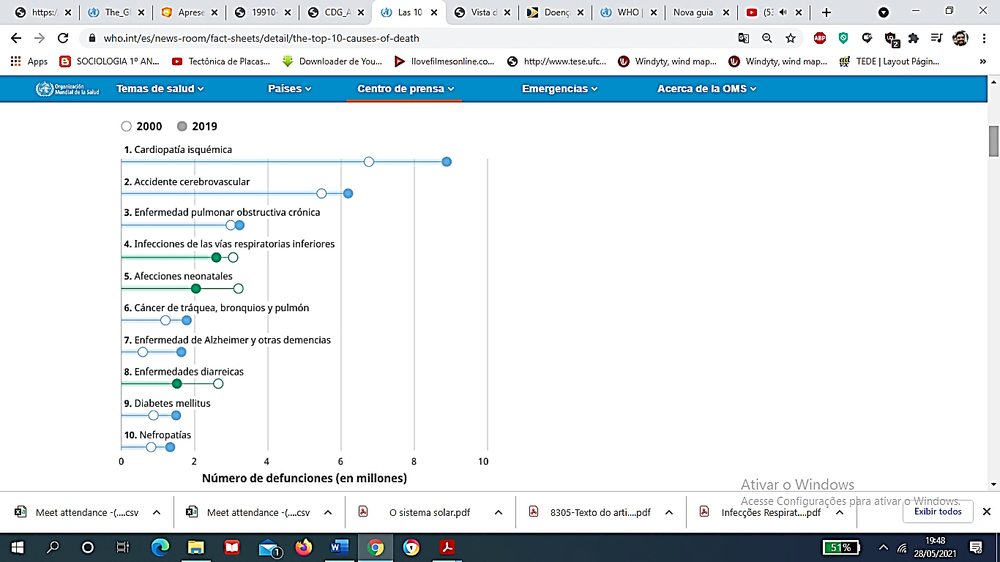 https:/
The_Gl
Aprese
19910-
CDG_A
Las 10
Vista d
Doenç
WHO |
Nova guia
(53
who.int/es/news-room/fact-sheets/detail/the-top-10-causes-of-death
ABP
2
Apps
SOCIOLOGIA 1º AN...
Tectônica de Placas...
Downloader de You...
Ilovefilmesonline.co...
http://www.tese.ufc...
Windyty, wind map...
Windyty, wind map...
TEDE | Layout Págin...
Organización
Mundial de la Salud
Temas de salud
Países
Centro de prensa
Emergencias
Acerca de la OMS
2000
2019
1. Cardiopatía isquémica
2. Accidente cerebrovascular
3. Enfermedad pulmonar obstructiva crónica
4. Infecciones de las vías respiratorias inferiores
5. Afecciones neonatales
6. Cáncer de tráquea, bronquios y pulmón
7. Enfermedad de Alzheimer y otras demencias
8. Enfermedades diarreicas
9. Diabetes mellitus
10. Nefropatías
0 2 4 6 8 10
Número de defunciones (en millones)
Ativar o Windows
Acesse Configurações para ativar o Windows.
Meet attendance -(....csv
Meet attendance -(....csv
O sistema solar.pdf
8305-Texto do arti....pdf
Infecções Respirat....pdf
Exibir todos
1
51%
19:48
28/05/2021